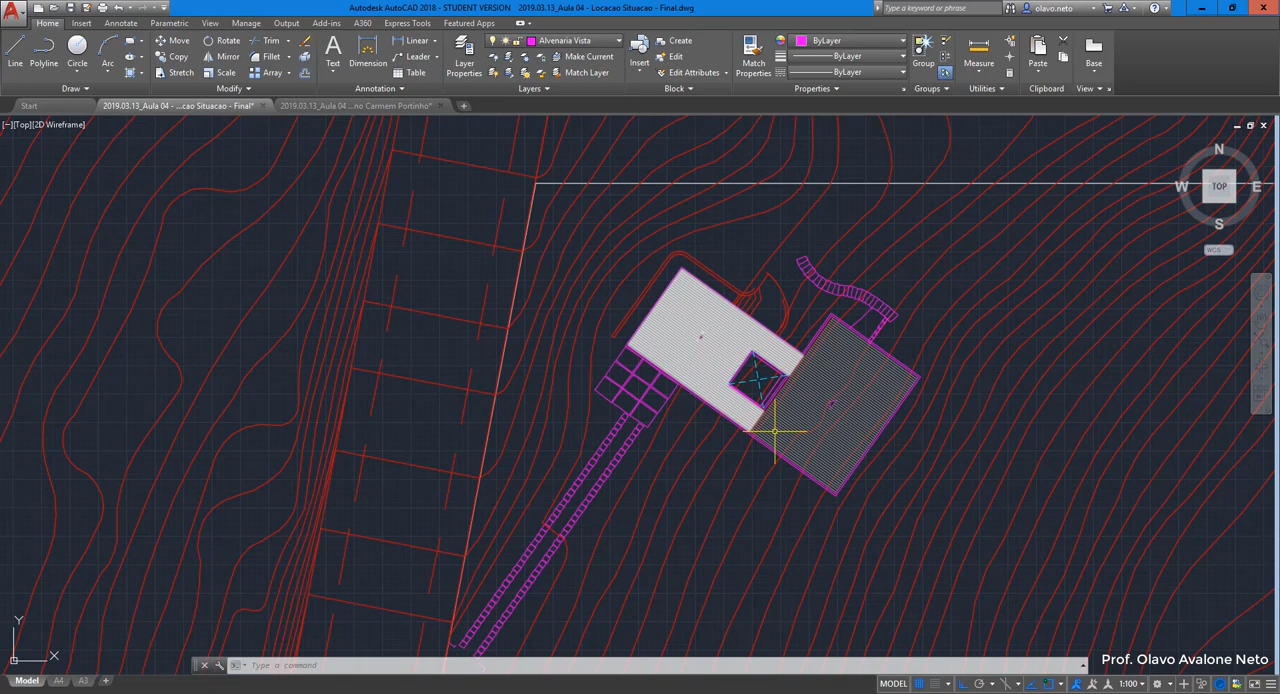 Autodesk AutoCAD 2018 - STUDENT VERSION 2019.03.13_Aula 04 - Locacao Situacao - Final.dwg
Type a keyword or phrase
olavo.neto
Home Insert Annotate Parametric View Manage Output Add-ins A360 Express Tools Featured Apps
Line Polyline Circle Arc
Move Rotate Trim
Copy Mirror Fillet
Stretch Scale Array
Text Dimension
Linear
Leader
Table
Layer
Properties
Alvenaria Vista
Make Current
Match Layer
Insert
Create
Edit
Edit Attributes
Match
Properties
ByLayer
ByLayer
ByLayer
Group
Measure
Paste
Base
Draw Modify Annotation Layers Block Properties Groups Utilities Clipboard View
Start 2019.03.13_Aula 04 - ...cao Situacao - Final* 2019.03.13_Aula 04 ...no Carmem Portinho*
[−][Top][2D Wireframe]
N
W TOP E
S
WCS
Y
X
Type a command
Prof. Olavo Avalone Neto
Model A4 A3
MODEL 1:100